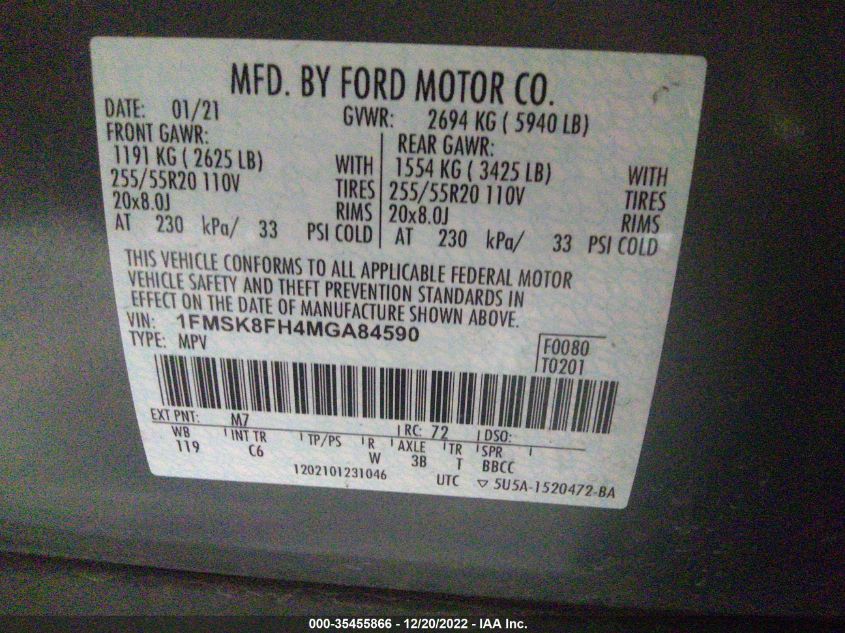 MFD. BY FORD MOTOR CO.
DATE: 01/21 GVWR: 2694 KG ( 5940 LB)
FRONT GAWR: REAR GAWR:
1191 KG ( 2625 LB) WITH 1554 KG ( 3425 LB) WITH
255/55R20 110V TIRES 255/55R20 110V TIRES
20x8.0J RIMS 20x8.0J RIMS
AT 230 kPa/ 33 PSI COLD AT 230 kPa/ 33 PSI COLD
THIS VEHICLE CONFORMS TO ALL APPLICABLE FEDERAL MOTOR
VEHICLE SAFETY AND THEFT PREVENTION STANDARDS IN
EFFECT ON THE DATE OF MANUFACTURE SHOWN ABOVE.
VIN: 1FMSK8FH4MGA84590
TYPE: MPV F0080
T0201
EXT PNT: M7 RC: 72 DSO:
WB INT TR TP/PS R AXLE TR SPR
119 C6 W 3B T BBCC
1202101231046 UTC ▽ 5U5A-1520472-BA
000-35455866 - 12/20/2022 - IAA Inc.